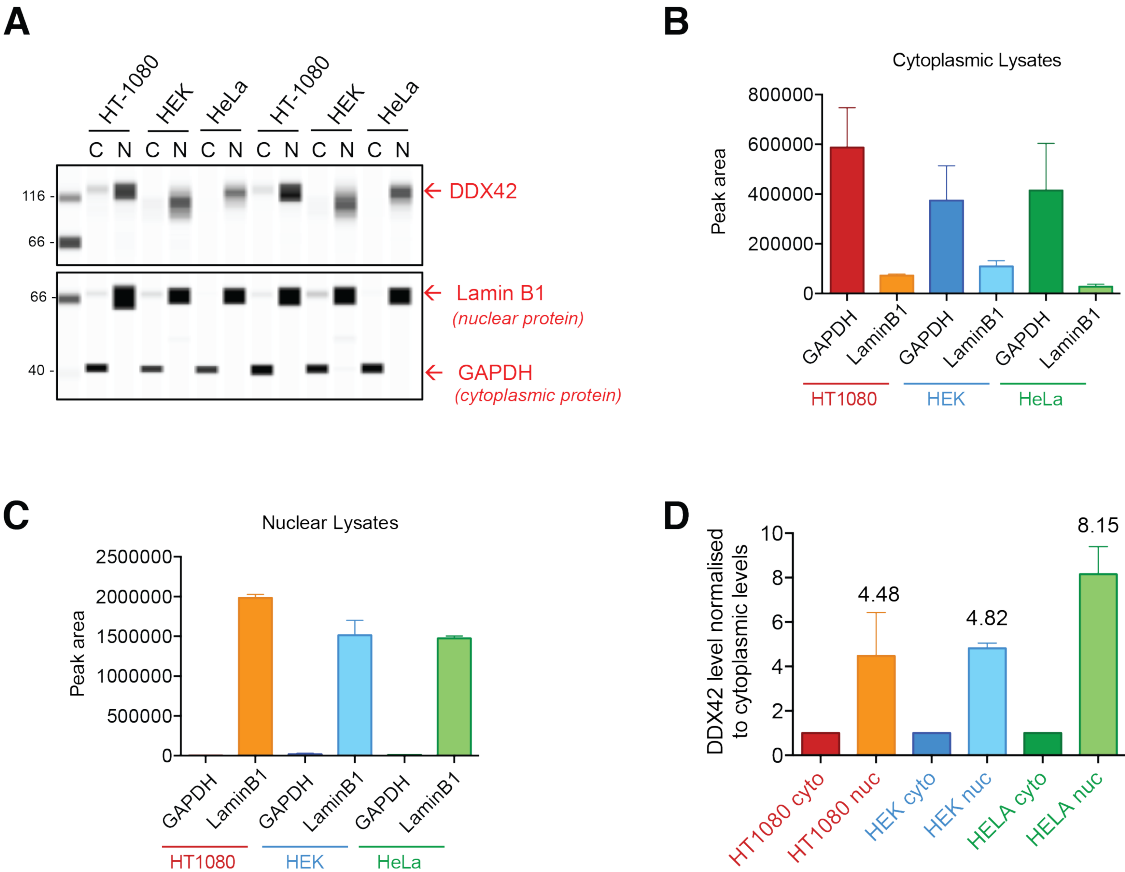 A
HT-1080
HEK
HeLa
HT-1080
HEK
HeLa
C N C N C N C N C N C N
116 -
DDX42
66 -
66 -
Lamin B1
(nuclear protein)
40 -
GAPDH
(cytoplasmic protein)
B
Cytoplasmic Lysates
Peak area
800000
600000
400000
200000
0
GAPDH
LaminB1
GAPDH
LaminB1
GAPDH
LaminB1
HT1080
HEK
HeLa
C
Nuclear Lysates
Peak area
2500000
2000000
1500000
1000000
500000
0
GAPDH
LaminB1
GAPDH
LaminB1
GAPDH
LaminB1
HT1080
HEK
HeLa
D
DDX42 level normalised
to cytoplasmic levels
10
8
6
4
2
0
4.48
4.82
8.15
HT1080 cyto
HT1080 nuc
HEK cyto
HEK nuc
HELA cyto
HELA nuc